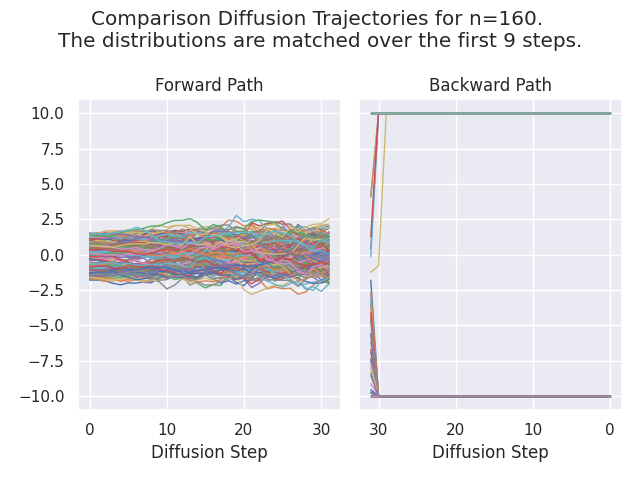 Comparison Diffusion Trajectories for n=160.
The distributions are matched over the first 9 steps.
Forward Path
Backward Path
10.0
7.5
5.0
2.5
0.0
−2.5
−5.0
−7.5
−10.0
0 10 20 30
30 20 10 0
Diffusion Step
Diffusion Step